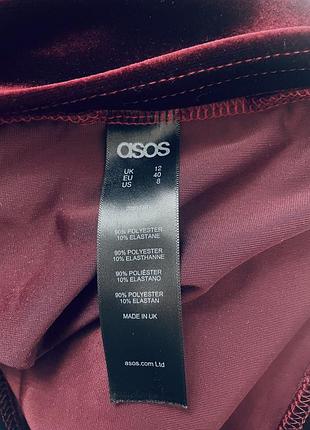 asos
UK 12
EU 40
US 8
90% POLYESTER
10% ELASTANE
90% POLYESTER
10% ELASTHANNE
90% POLIÉSTER
10% ELASTANO
90% POLYESTER
10% ELASTAN
MADE IN UK
asos.com Ltd